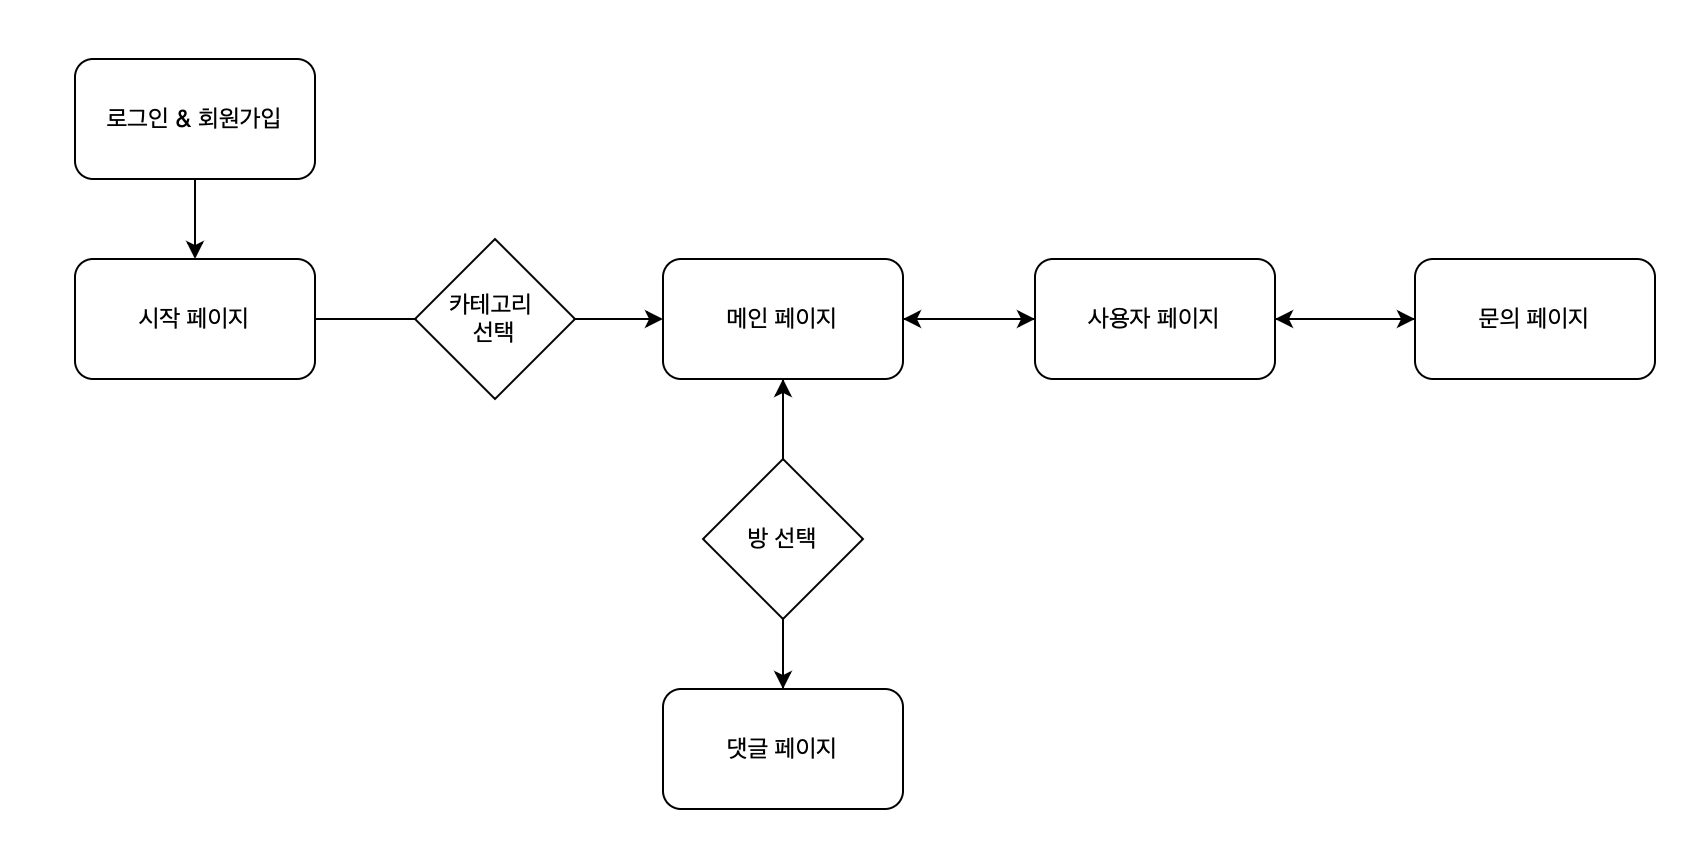 로그인 & 회원가입
시작 페이지
카테고리
선택
메인 페이지
사용자 페이지
문의 페이지
방 선택
댓글 페이지